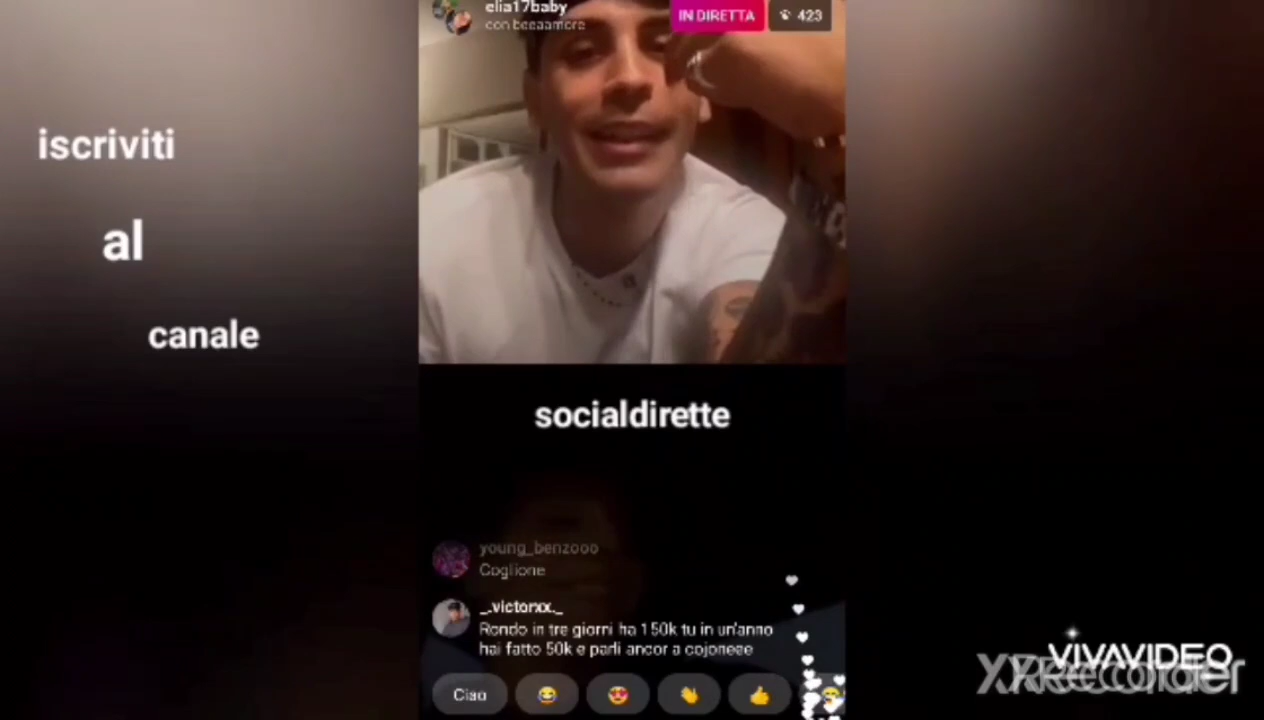 elia17baby
con beeaamore
IN DIRETTA
423
iscriviti
al
canale
socialdirette
young_benzooo
Coglione
_.victorxx._
Rondo in tre giorni ha 150k tu in un'anno
hai fatto 50k e parli ancor a cojoneee
Ciao
VIVAVIDEO
XRecorder